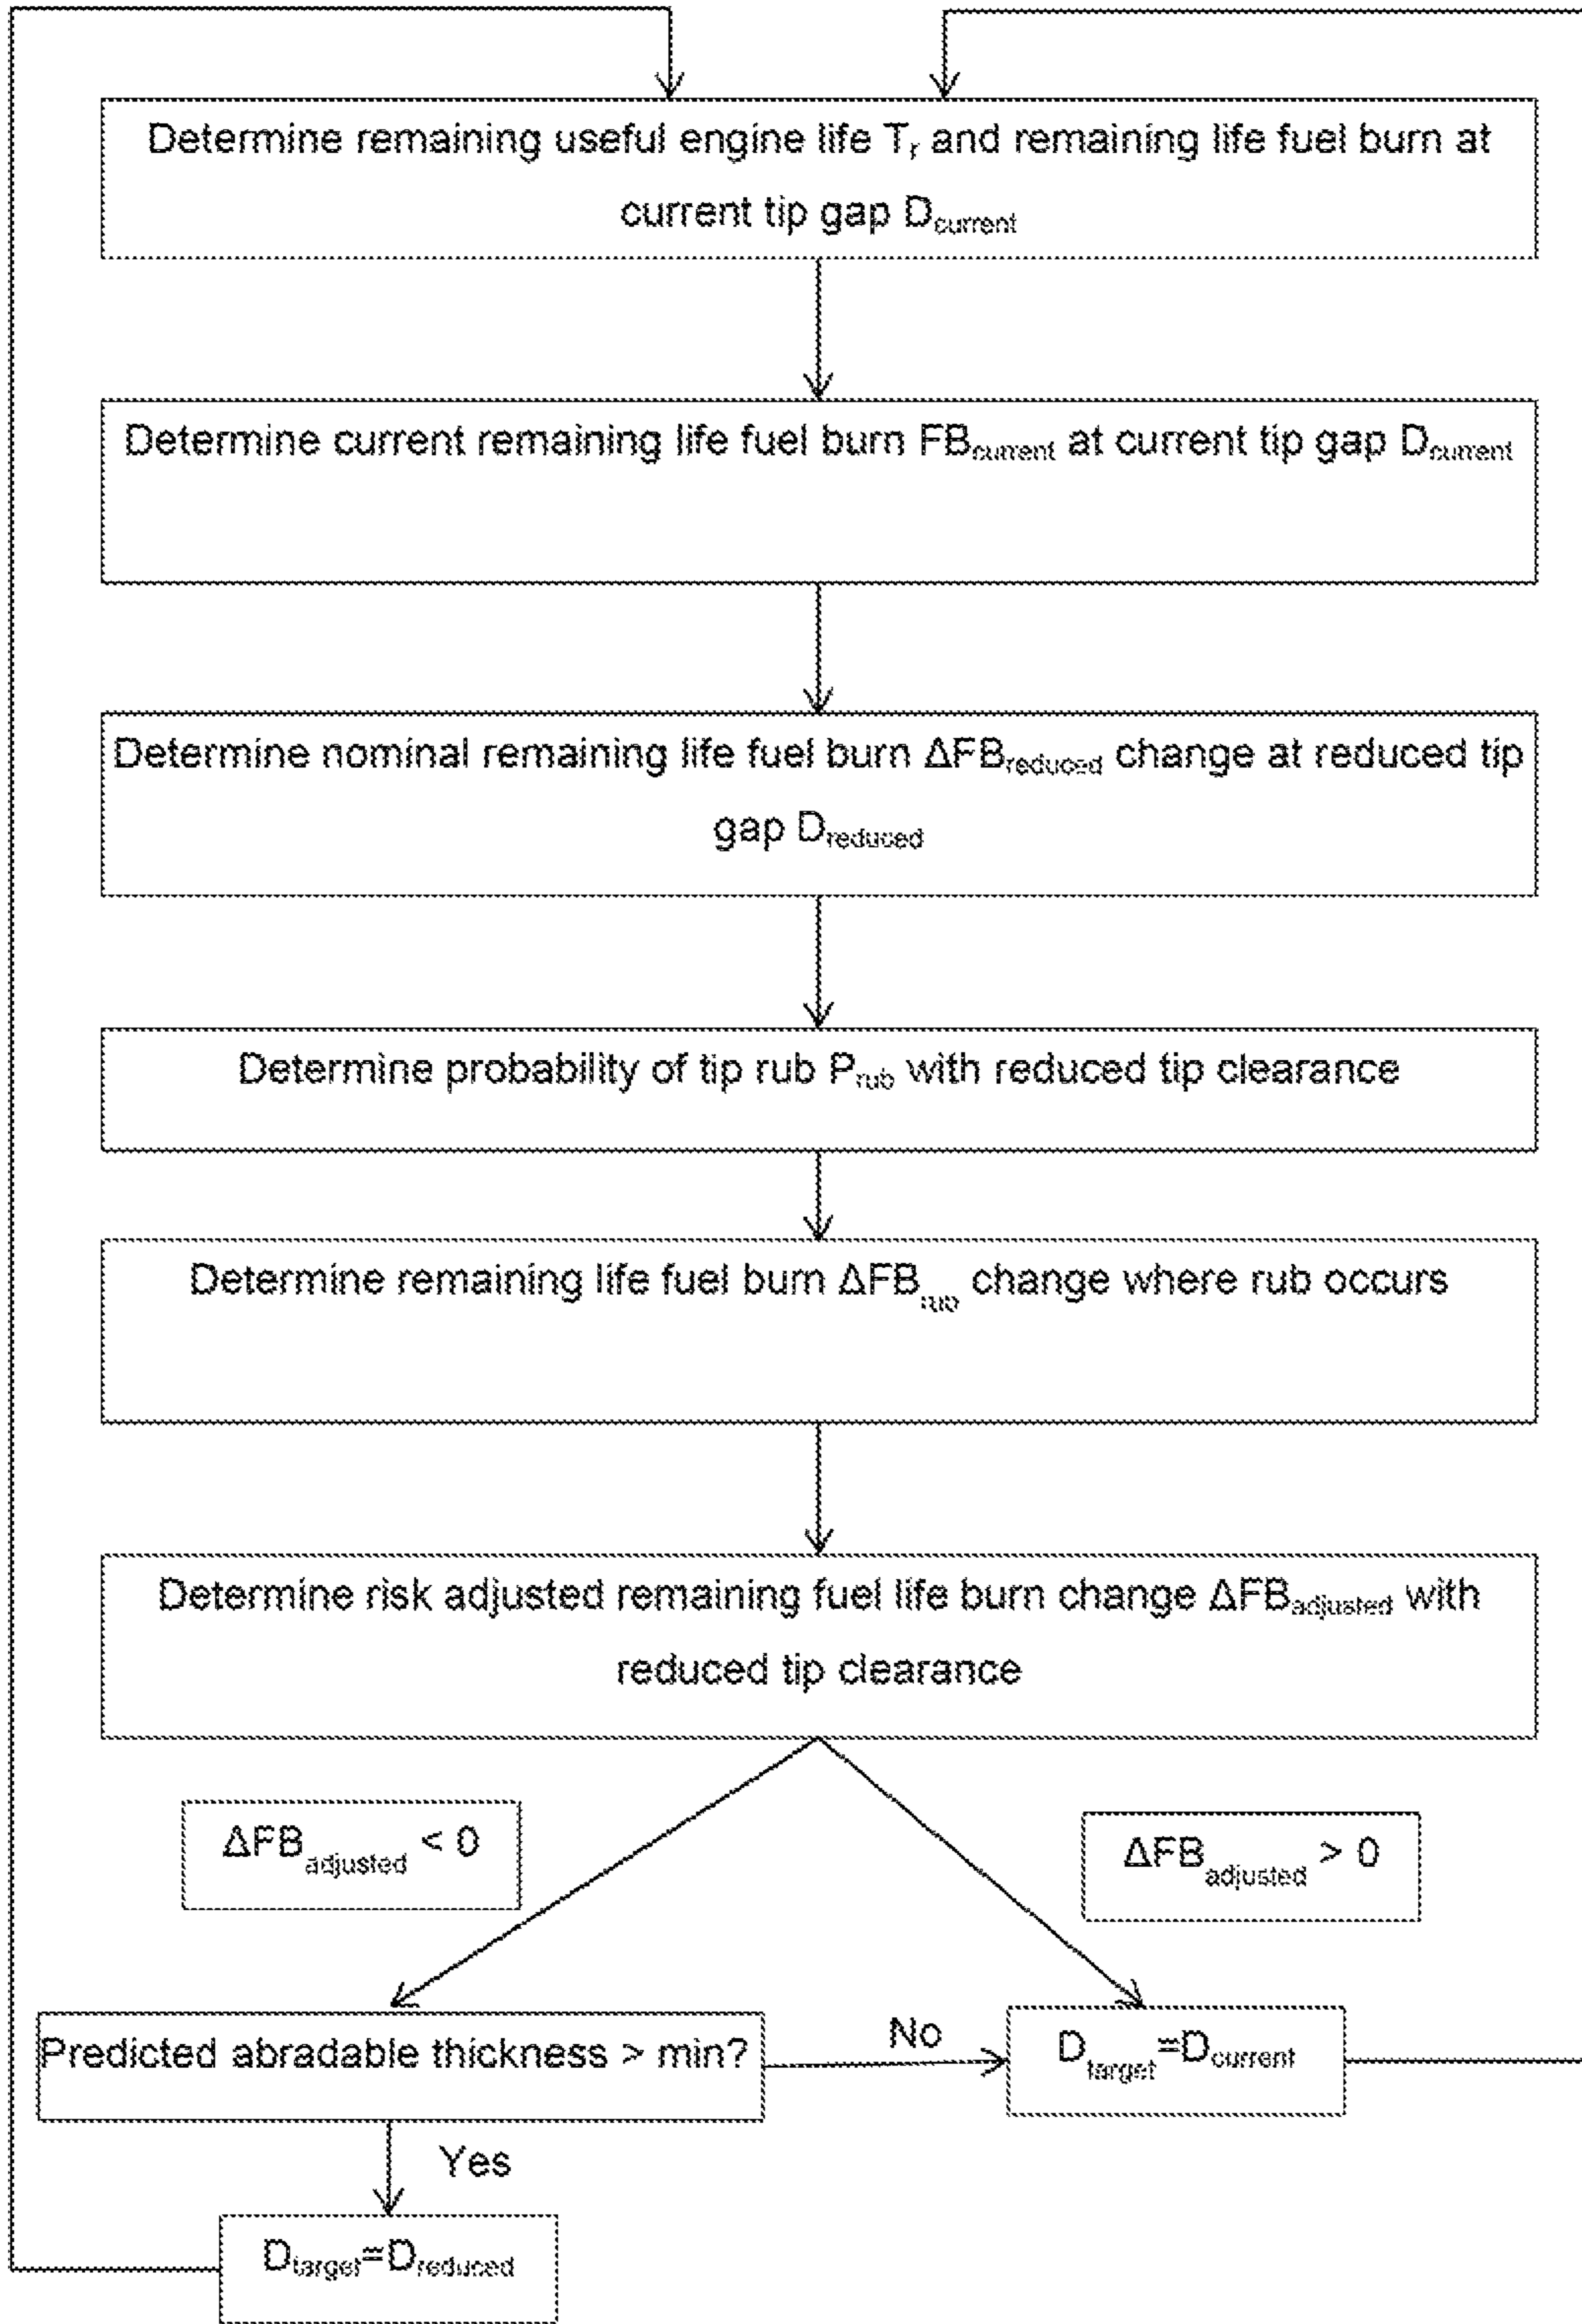 Determine remaining useful engine life Tr and remaining life fuel burn at
current tip gap Dcurrent
Determine current remaining life fuel burn FBcurrent at current tip gap Dcurrent
Determine nominal remaining life fuel burn ΔFBreduced change at reduced tip
gap Dreduced
Determine probability of tip rub Prub with reduced tip clearance
Determine remaining life fuel burn ΔFBrub change where rub occurs
Determine risk adjusted remaining fuel life burn change ΔFBadjusted with
reduced tip clearance
ΔFBadjusted < 0
ΔFBadjusted > 0
Predicted abradable thickness > min?
No
Dtarget=Dcurrent
Yes
Dtarget=Dreduced